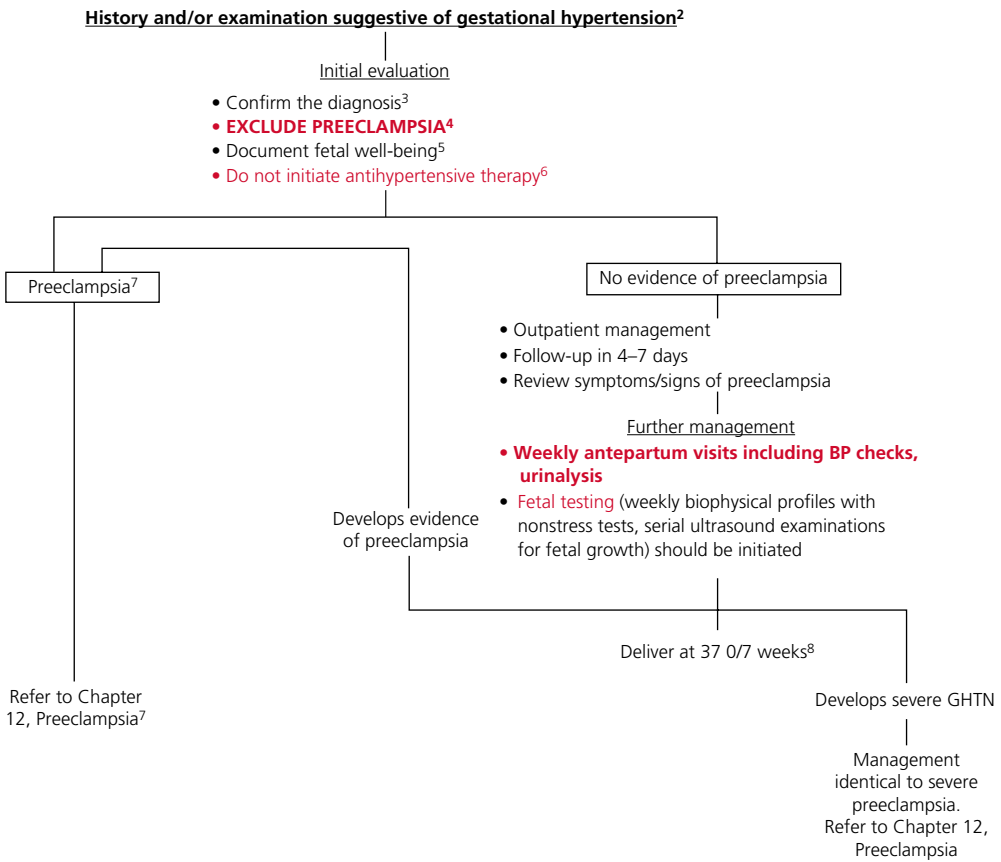 History and/or examination suggestive of gestational hypertension²
Initial evaluation
• Confirm the diagnosis³
• EXCLUDE PREECLAMPSIA⁴
• Document fetal well-being⁵
• Do not initiate antihypertensive therapy⁶
Preeclampsia⁷
No evidence of preeclampsia
• Outpatient management
• Follow-up in 4–7 days
• Review symptoms/signs of preeclampsia
Further management
• Weekly antepartum visits including BP checks,
urinalysis
• Fetal testing (weekly biophysical profiles with
nonstress tests, serial ultrasound examinations
for fetal growth) should be initiated
Develops evidence
of preeclampsia
Deliver at 37 0/7 weeks⁸
Refer to Chapter
12, Preeclampsia⁷
Develops severe GHTN
Management
identical to severe
preeclampsia.
Refer to Chapter 12,
Preeclampsia